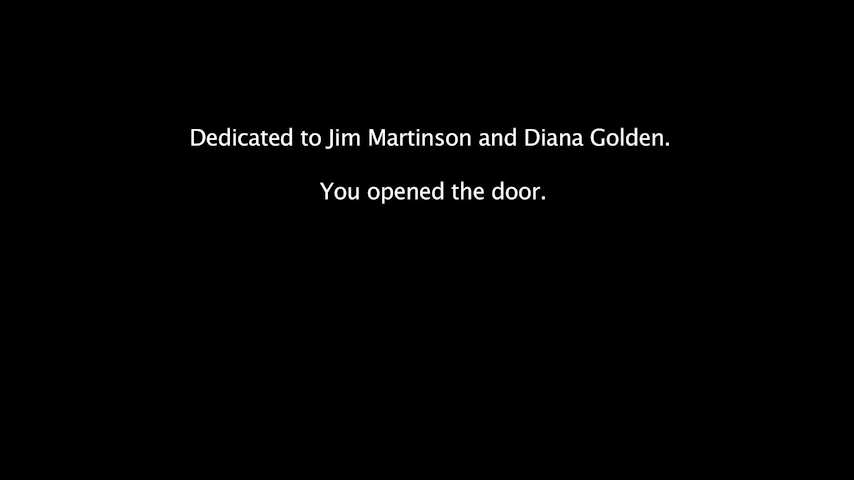 Dedicated to Jim Martinson and Diana Golden.
You opened the door.